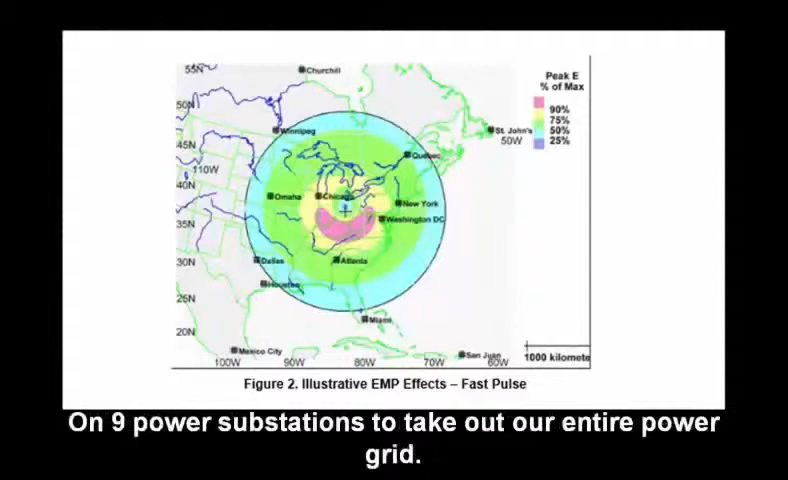 55N
Churchill
Peak E
% of Max
50N
90%
75%
Winnipeg
St. John's
50%
45N
50W
25%
Quebec
110W
40N
Omaha
Chicago
New York
35N
Washington DC
30N
Dallas
Atlanta
Houston
25N
20N
Miami
Mexico City
San Juan
1000 kilomete
100W
90W
80W
70W
60W
Figure 2. Illustrative EMP Effects – Fast Pulse
On 9 power substations to take out our entire power
grid.